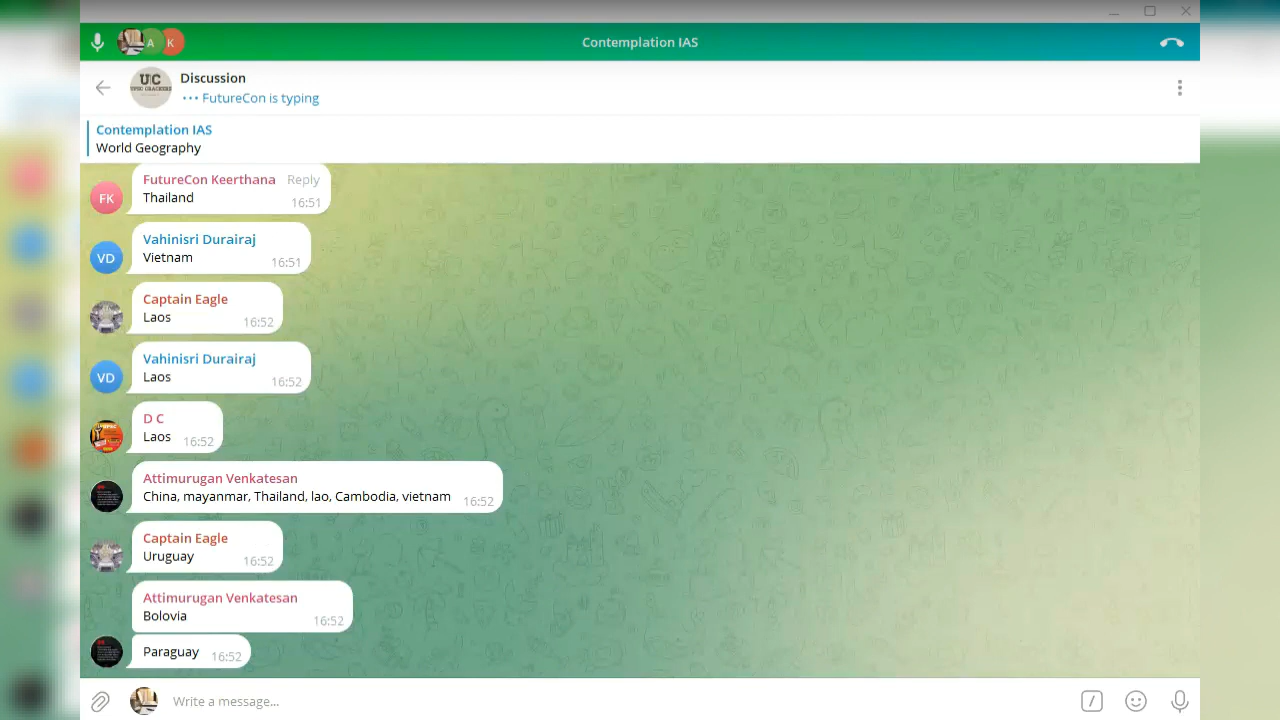 A
K
Contemplation IAS
UC
UPSC CRACKERS
Discussion
••• FutureCon is typing
Contemplation IAS
World Geography
FutureCon Keerthana Reply
FK
Thailand 16:51
Vahinisri Durairaj
VD
Vietnam 16:51
Captain Eagle
Laos 16:52
Vahinisri Durairaj
VD
Laos 16:52
D C
Laos 16:52
Attimurugan Venkatesan
China, mayanmar, Thailand, lao, Cambodia, vietnam 16:52
Captain Eagle
Uruguay 16:52
Attimurugan Venkatesan
Bolovia 16:52
Paraguay 16:52
Write a message...